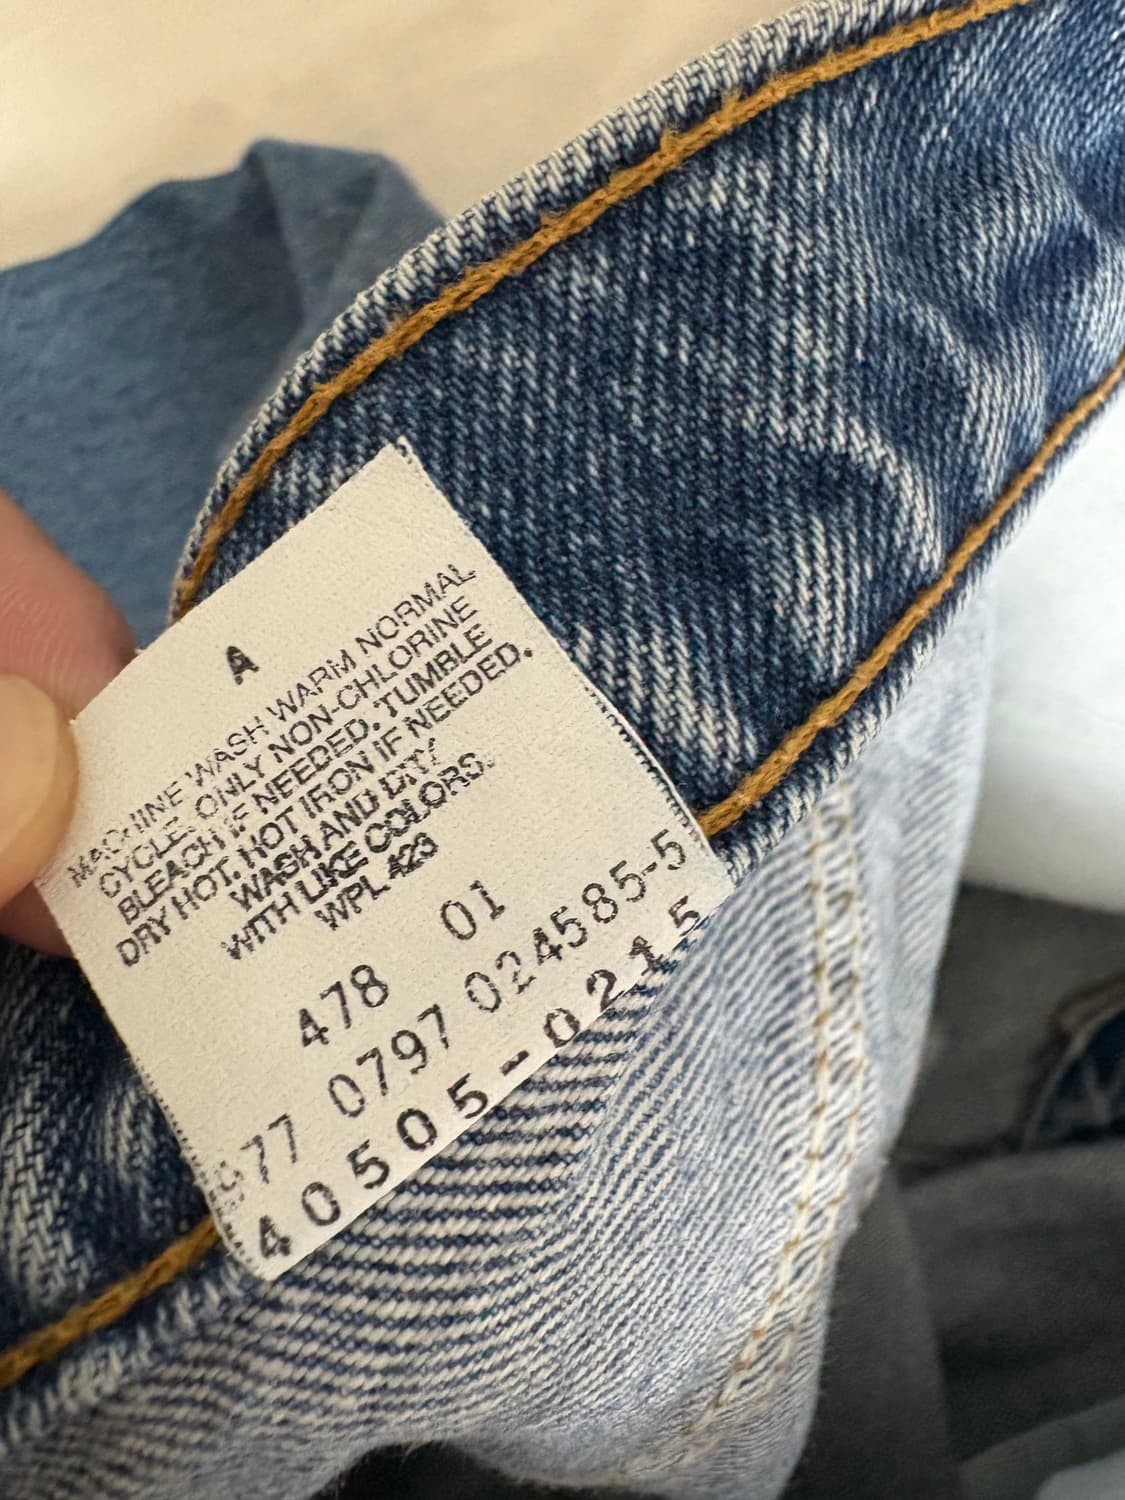 A
MACHINE WASH WARM NORMAL
CYCLE. ONLY NON-CHLORINE
BLEACH IF NEEDED. TUMBLE
DRY HOT. HOT IRON IF NEEDED.
WASH AND DRY
WITH LIKE COLORS.
WPL 423
478 01
0797 024585-5
40505-0215